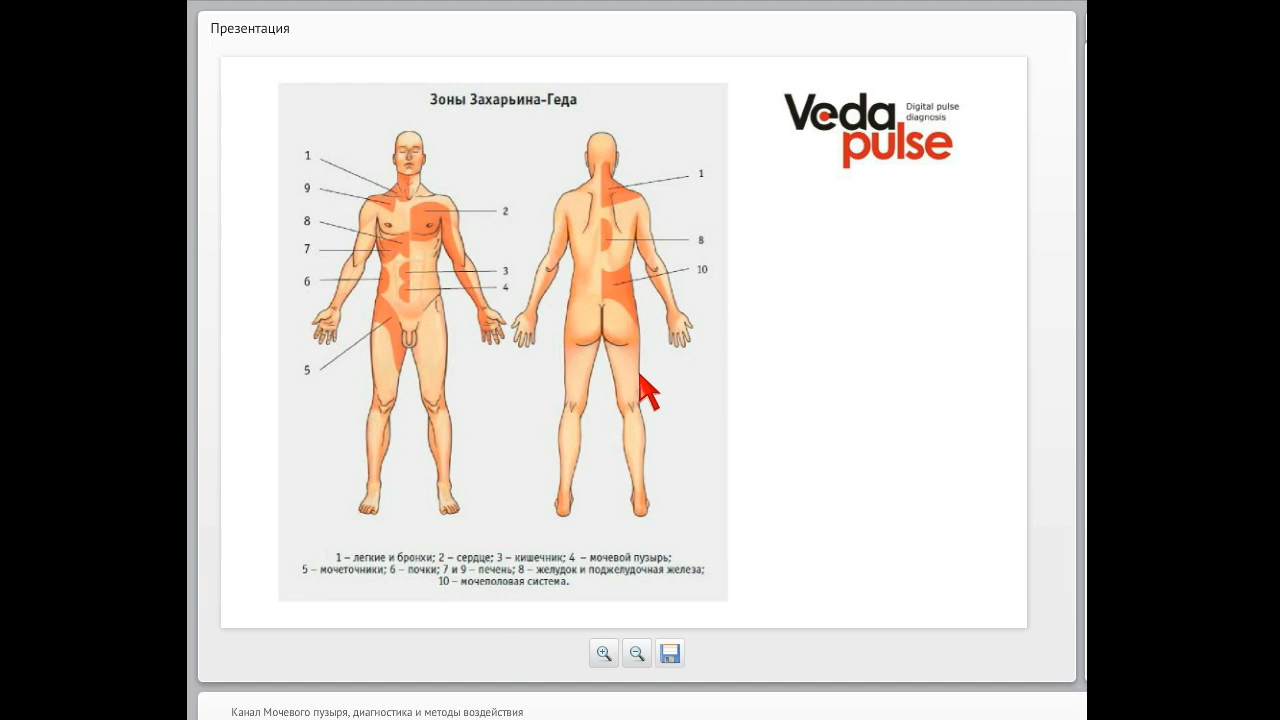 Презентация
Зоны Захарьина-Геда
Veda
pulse
Digital pulse
diagnosis
1
9
8
7
6
5
2
3
4
1
8
10
1 – легкие и бронхи; 2 – сердце; 3 – кишечник; 4 – мочевой пузырь;
5 – мочеточники; 6 – почки; 7 и 9 – печень; 8 – желудок и поджелудочная железа;
10 – мочеполовая система.
Канал Мочевого пузыря, диагностика и методы воздействия